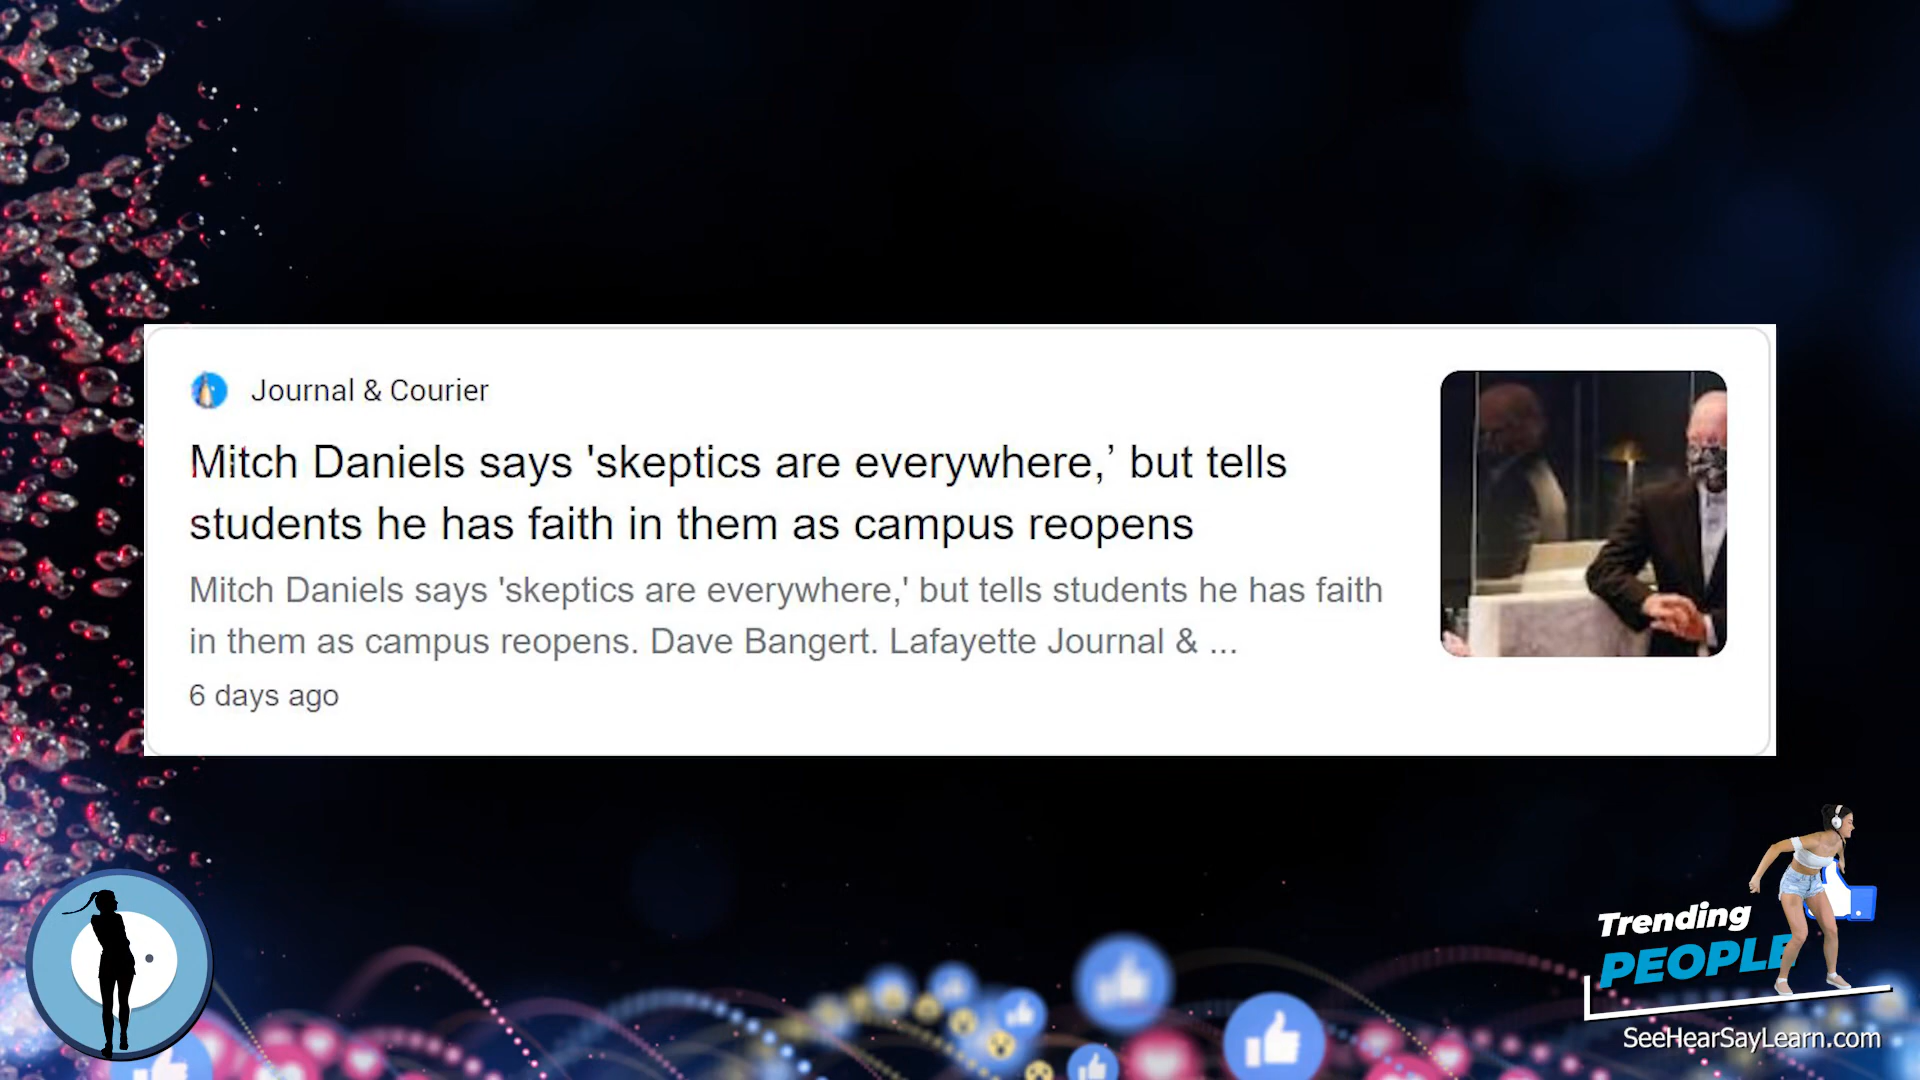 Journal & Courier
Mitch Daniels says 'skeptics are everywhere,’ but tells
students he has faith in them as campus reopens
Mitch Daniels says 'skeptics are everywhere,' but tells students he has faith
in them as campus reopens. Dave Bangert. Lafayette Journal & ...
6 days ago
Trending
PEOPLE
SeeHearSayLearn.com